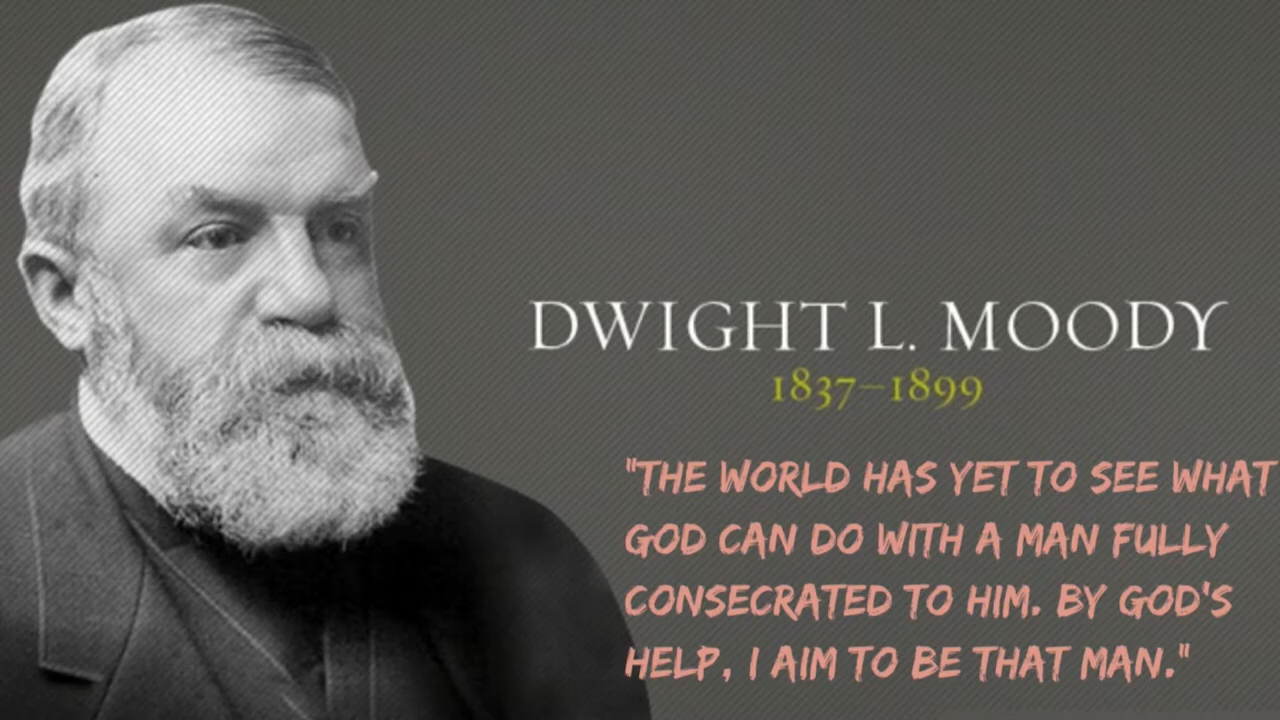 DWIGHT L. MOODY
1837–1899
"THE WORLD HAS YET TO SEE WHAT
GOD CAN DO WITH A MAN FULLY
CONSECRATED TO HIM. BY GOD'S
HELP, I AIM TO BE THAT MAN."